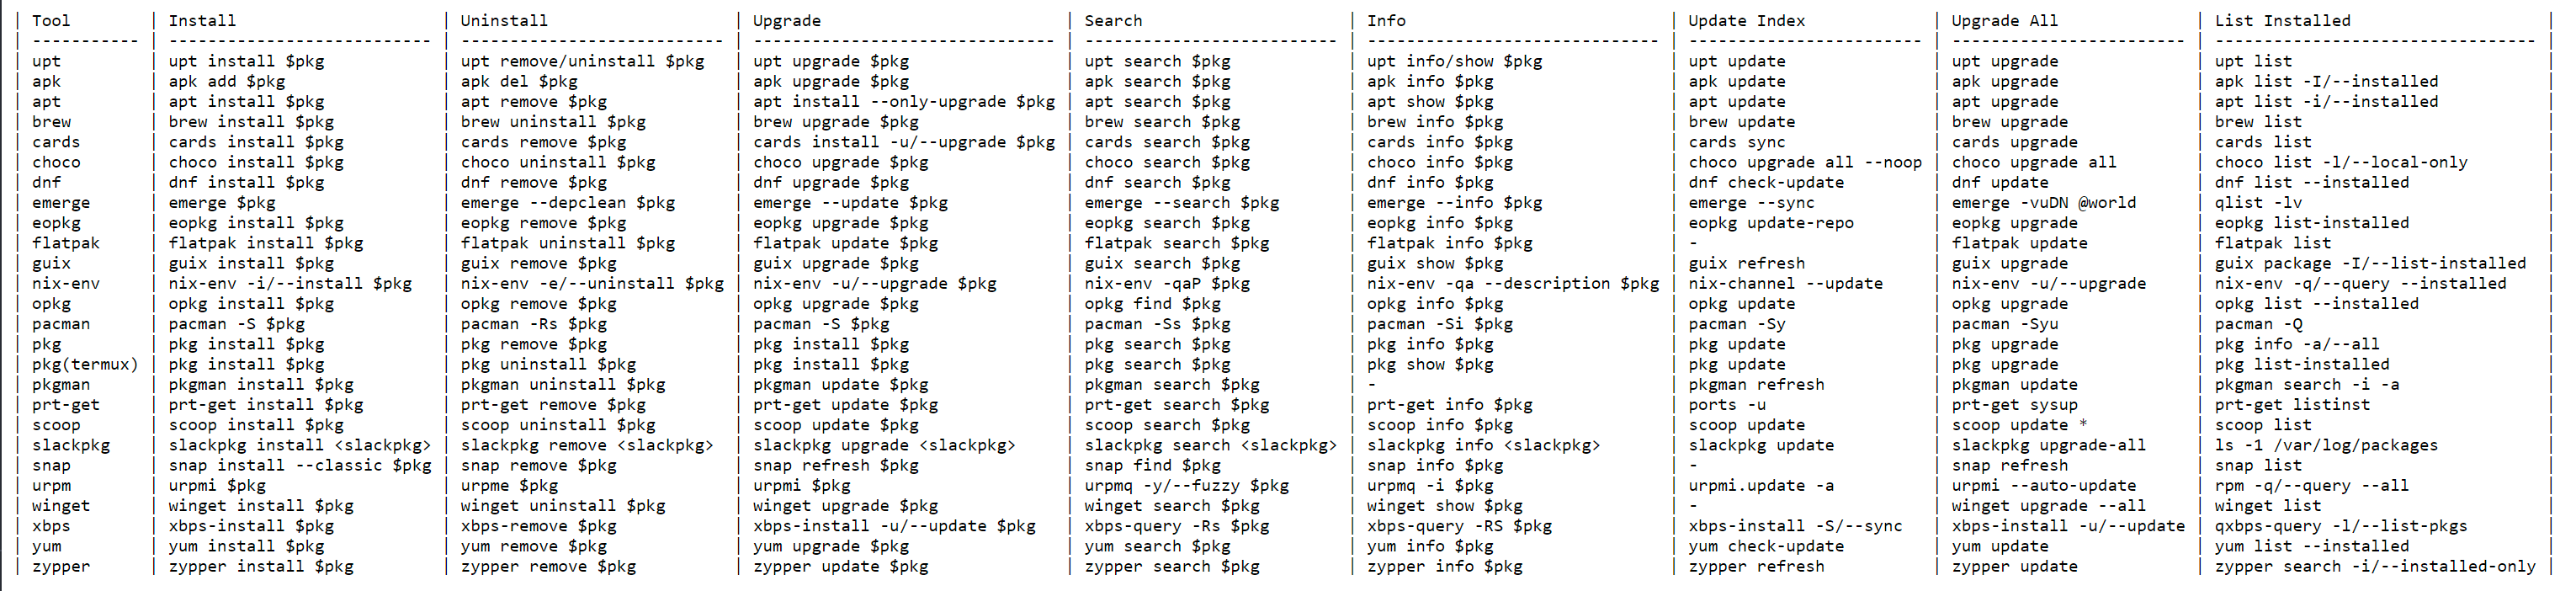 | Tool | Install | Uninstall | Upgrade | Search | Info | Update Index | Upgrade All | List Installed |
| ----------- | --------------------------- | --------------------------- | ------------------------------- | -------------------------- | ------------------------------ | ------------------------ | ------------------------ | --------------------------------- |
| upt | upt install $pkg | upt remove/uninstall $pkg | upt upgrade $pkg | upt search $pkg | upt info/show $pkg | upt update | upt upgrade | upt list |
| apk | apk add $pkg | apk del $pkg | apk upgrade $pkg | apk search $pkg | apk info $pkg | apk update | apk upgrade | apk list -I/--installed |
| apt | apt install $pkg | apt remove $pkg | apt install --only-upgrade $pkg | apt search $pkg | apt show $pkg | apt update | apt upgrade | apt list -i/--installed |
| brew | brew install $pkg | brew uninstall $pkg | brew upgrade $pkg | brew search $pkg | brew info $pkg | brew update | brew upgrade | brew list |
| cards | cards install $pkg | cards remove $pkg | cards install -u/--upgrade $pkg | cards search $pkg | cards info $pkg | cards sync | cards upgrade | cards list |
| choco | choco install $pkg | choco uninstall $pkg | choco upgrade $pkg | choco search $pkg | choco info $pkg | choco upgrade all --noop | choco upgrade all | choco list -l/--local-only |
| dnf | dnf install $pkg | dnf remove $pkg | dnf upgrade $pkg | dnf search $pkg | dnf info $pkg | dnf check-update | dnf update | dnf list --installed |
| emerge | emerge $pkg | emerge --depclean $pkg | emerge --update $pkg | emerge --search $pkg | emerge --info $pkg | emerge --sync | emerge -vuDN @world | qlist -lv |
| eopkg | eopkg install $pkg | eopkg remove $pkg | eopkg upgrade $pkg | eopkg search $pkg | eopkg info $pkg | eopkg update-repo | eopkg upgrade | eopkg list-installed |
| flatpak | flatpak install $pkg | flatpak uninstall $pkg | flatpak update $pkg | flatpak search $pkg | flatpak info $pkg | - | flatpak update | flatpak list |
| guix | guix install $pkg | guix remove $pkg | guix upgrade $pkg | guix search $pkg | guix show $pkg | guix refresh | guix upgrade | guix package -I/--list-installed |
| nix-env | nix-env -i/--install $pkg | nix-env -e/--uninstall $pkg | nix-env -u/--upgrade $pkg | nix-env -qaP $pkg | nix-env -qa --description $pkg | nix-channel --update | nix-env -u/--upgrade | nix-env -q/--query --installed |
| opkg | opkg install $pkg | opkg remove $pkg | opkg upgrade $pkg | opkg find $pkg | opkg info $pkg | opkg update | opkg upgrade | opkg list --installed |
| pacman | pacman -S $pkg | pacman -Rs $pkg | pacman -S $pkg | pacman -Ss $pkg | pacman -Si $pkg | pacman -Sy | pacman -Syu | pacman -Q |
| pkg | pkg install $pkg | pkg remove $pkg | pkg install $pkg | pkg search $pkg | pkg info $pkg | pkg update | pkg upgrade | pkg info -a/--all |
| pkg(termux) | pkg install $pkg | pkg uninstall $pkg | pkg install $pkg | pkg search $pkg | pkg show $pkg | pkg update | pkg upgrade | pkg list-installed |
| pkgman | pkgman install $pkg | pkgman uninstall $pkg | pkgman update $pkg | pkgman search $pkg | - | pkgman refresh | pkgman update | pkgman search -i -a |
| prt-get | prt-get install $pkg | prt-get remove $pkg | prt-get update $pkg | prt-get search $pkg | prt-get info $pkg | ports -u | prt-get sysup | prt-get listinst |
| scoop | scoop install $pkg | scoop uninstall $pkg | scoop update $pkg | scoop search $pkg | scoop info $pkg | scoop update | scoop update * | scoop list |
| slackpkg | slackpkg install <slackpkg> | slackpkg remove <slackpkg> | slackpkg upgrade <slackpkg> | slackpkg search <slackpkg> | slackpkg info <slackpkg> | slackpkg update | slackpkg upgrade-all | ls -1 /var/log/packages |
| snap | snap install --classic $pkg | snap remove $pkg | snap refresh $pkg | snap find $pkg | snap info $pkg | - | snap refresh | snap list |
| urpm | urpmi $pkg | urpme $pkg | urpmi $pkg | urpmq -y/--fuzzy $pkg | urpmq -i $pkg | urpmi.update -a | urpmi --auto-update | rpm -q/--query --all |
| winget | winget install $pkg | winget uninstall $pkg | winget upgrade $pkg | winget search $pkg | winget show $pkg | - | winget upgrade --all | winget list |
| xbps | xbps-install $pkg | xbps-remove $pkg | xbps-install -u/--update $pkg | xbps-query -Rs $pkg | xbps-query -RS $pkg | xbps-install -S/--sync | xbps-install -u/--update | qxbps-query -l/--list-pkgs |
| yum | yum install $pkg | yum remove $pkg | yum upgrade $pkg | yum search $pkg | yum info $pkg | yum check-update | yum update | yum list --installed |
| zypper | zypper install $pkg | zypper remove $pkg | zypper update $pkg | zypper search $pkg | zypper info $pkg | zypper refresh | zypper update | zypper search -i/--installed-only |